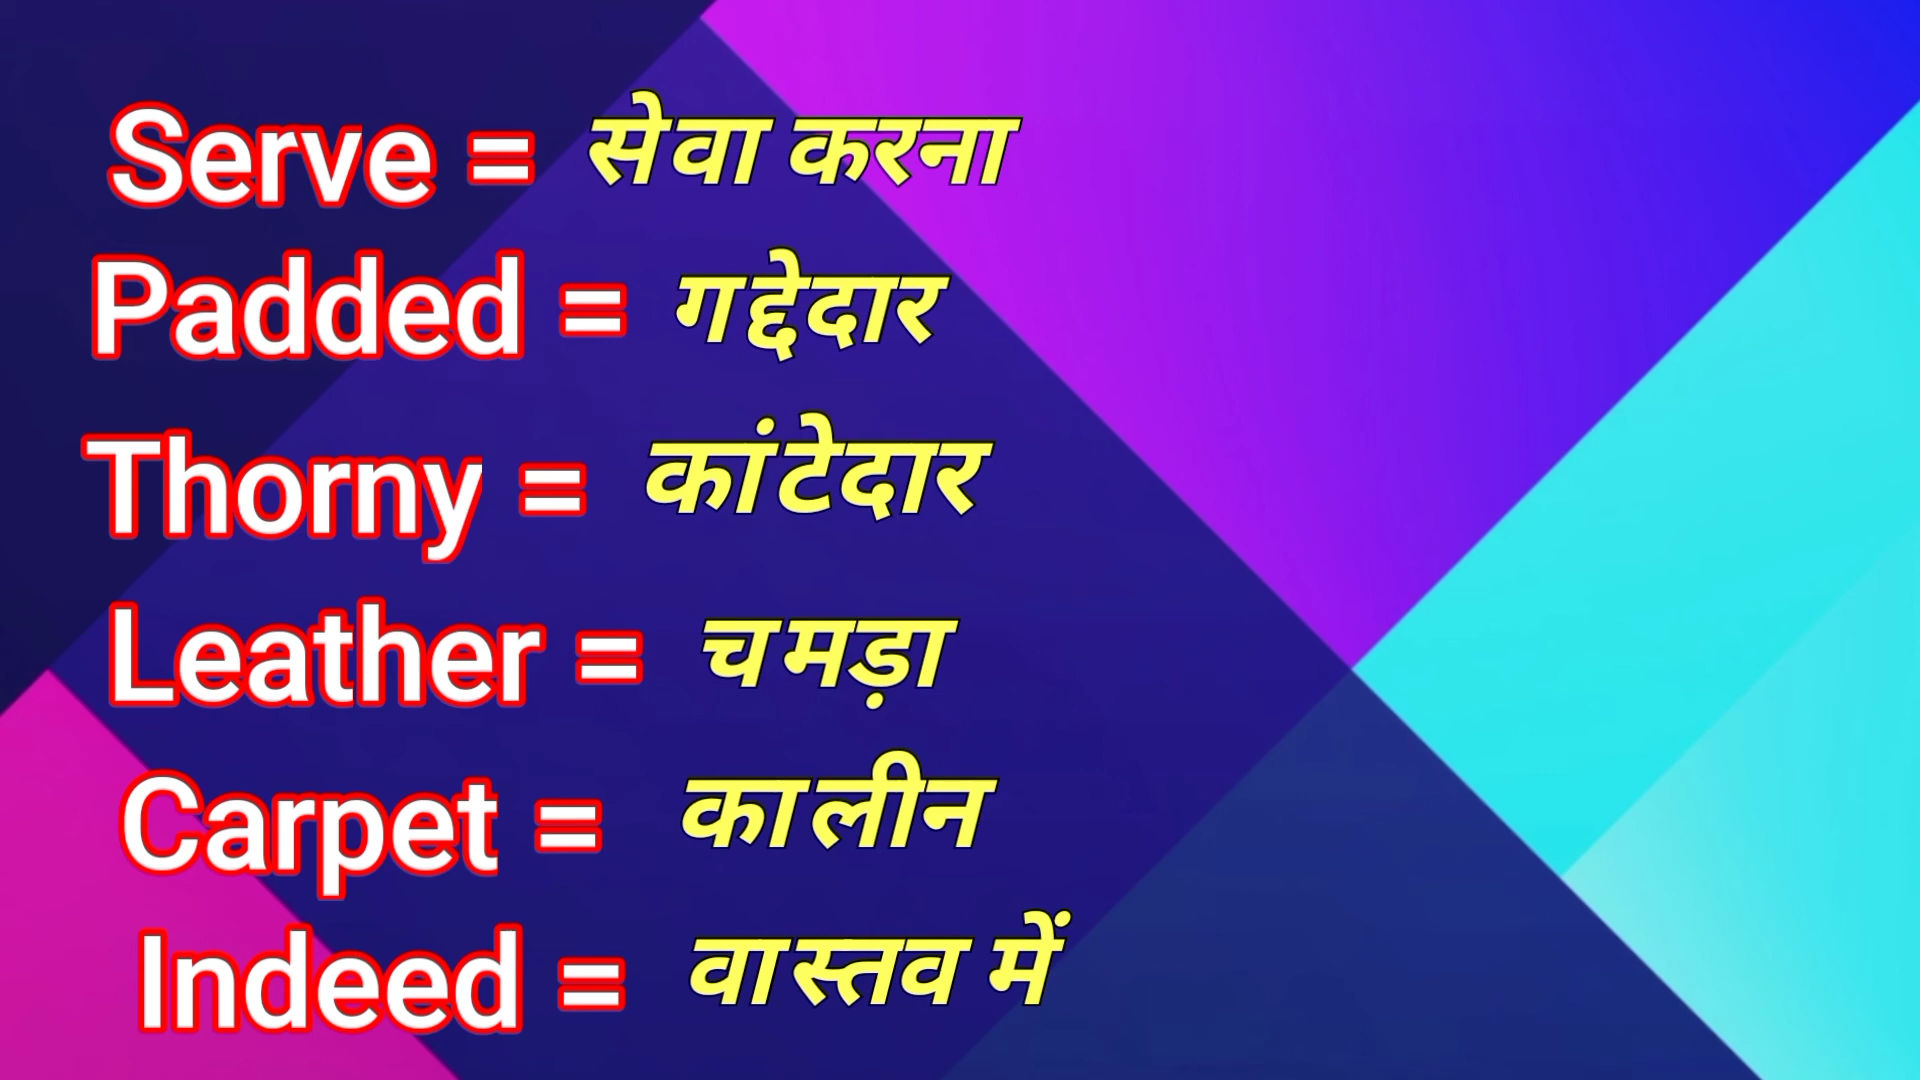 Serve = सेवा करना
Padded = गद्देदार
Thorny = कांटेदार
Leather = चमड़ा
Carpet = कालीन
Indeed = वास्तव में